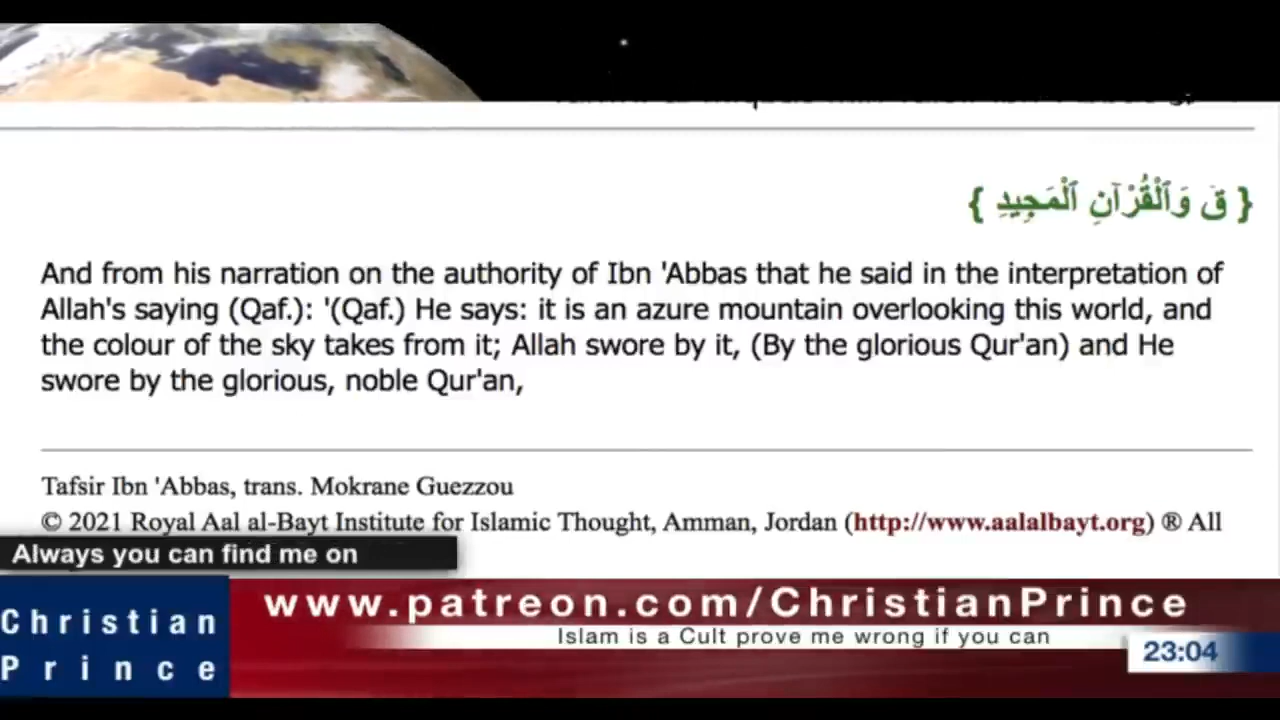 { قۤ وَٱلْقُرْآنِ ٱلْمَجِيدِ }
And from his narration on the authority of Ibn 'Abbas that he said in the interpretation of
Allah's saying (Qaf.): '(Qaf.) He says: it is an azure mountain overlooking this world, and
the colour of the sky takes from it; Allah swore by it, (By the glorious Qur'an) and He
swore by the glorious, noble Qur'an,
Tafsir Ibn 'Abbas, trans. Mokrane Guezzou
© 2021 Royal Aal al-Bayt Institute for Islamic Thought, Amman, Jordan (http://www.aalalbayt.org) ® All
Always you can find me on
Christian
Prince
www.patreon.com/ChristianPrince
Islam is a Cult prove me wrong if you can
23:04